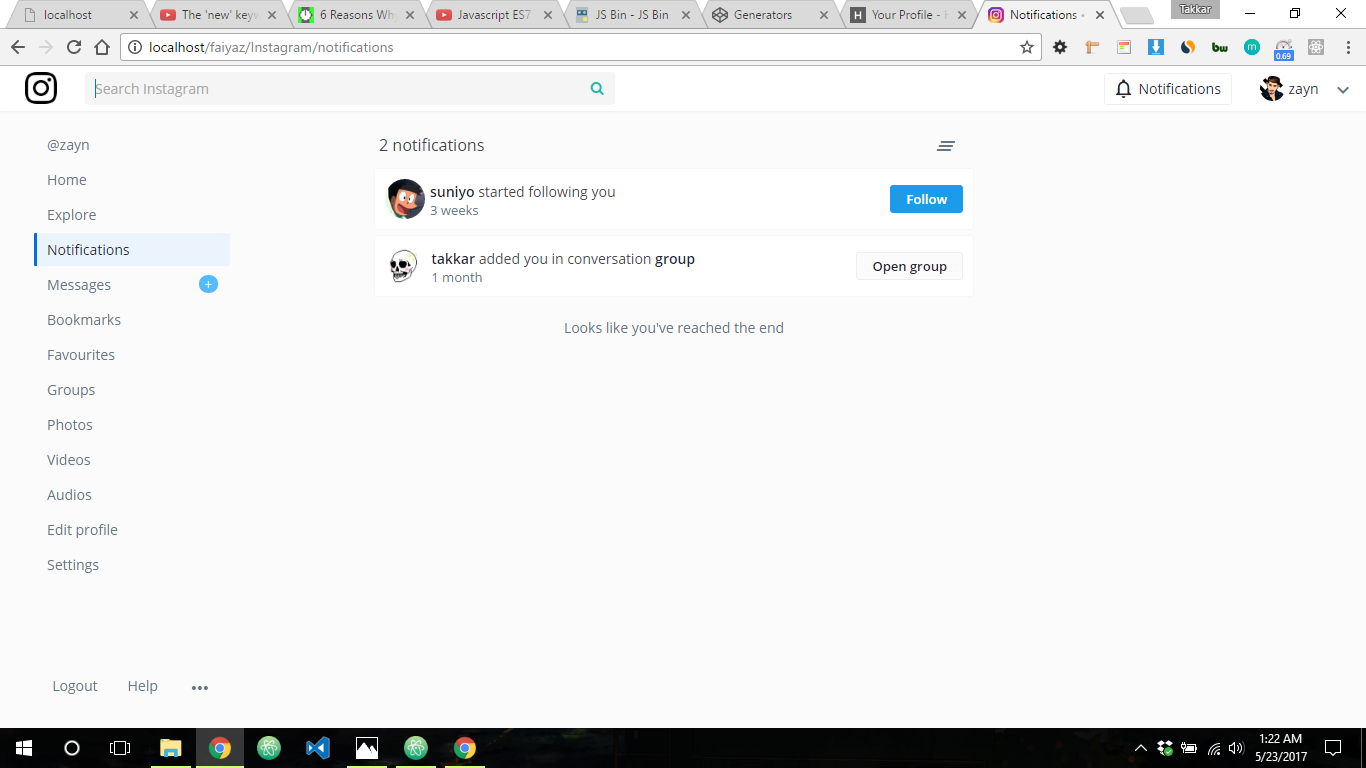 localhost
The 'new' keyw
6 Reasons Why
Javascript ES7
JS Bin - JS Bin
Generators
Your Profile - H
Notifications •
Takkar
localhost/faiyaz/Instagram/notifications
bw
m
0.69
Search Instagram
Notifications
zayn
@zayn
Home
Explore
Notifications
Messages
+
Bookmarks
Favourites
Groups
Photos
Videos
Audios
Edit profile
Settings
Logout
Help
2 notifications
suniyo started following you
3 weeks
Follow
takkar added you in conversation group
1 month
Open group
Looks like you've reached the end
1:22 AM
5/23/2017